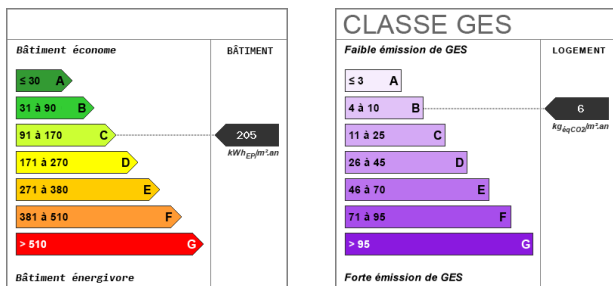 Bâtiment économe
BÂTIMENT
≤ 30 A
31 à 90 B
91 à 170 C
205
kWhEP/m².an
171 à 270 D
271 à 380 E
381 à 510 F
> 510 G
Bâtiment énergivore
CLASSE GES
Faible émission de GES
LOGEMENT
≤ 3 A
4 à 10 B
6
kgéqCO2/m².an
11 à 25 C
26 à 45 D
46 à 70 E
71 à 95 F
> 95 G
Forte émission de GES